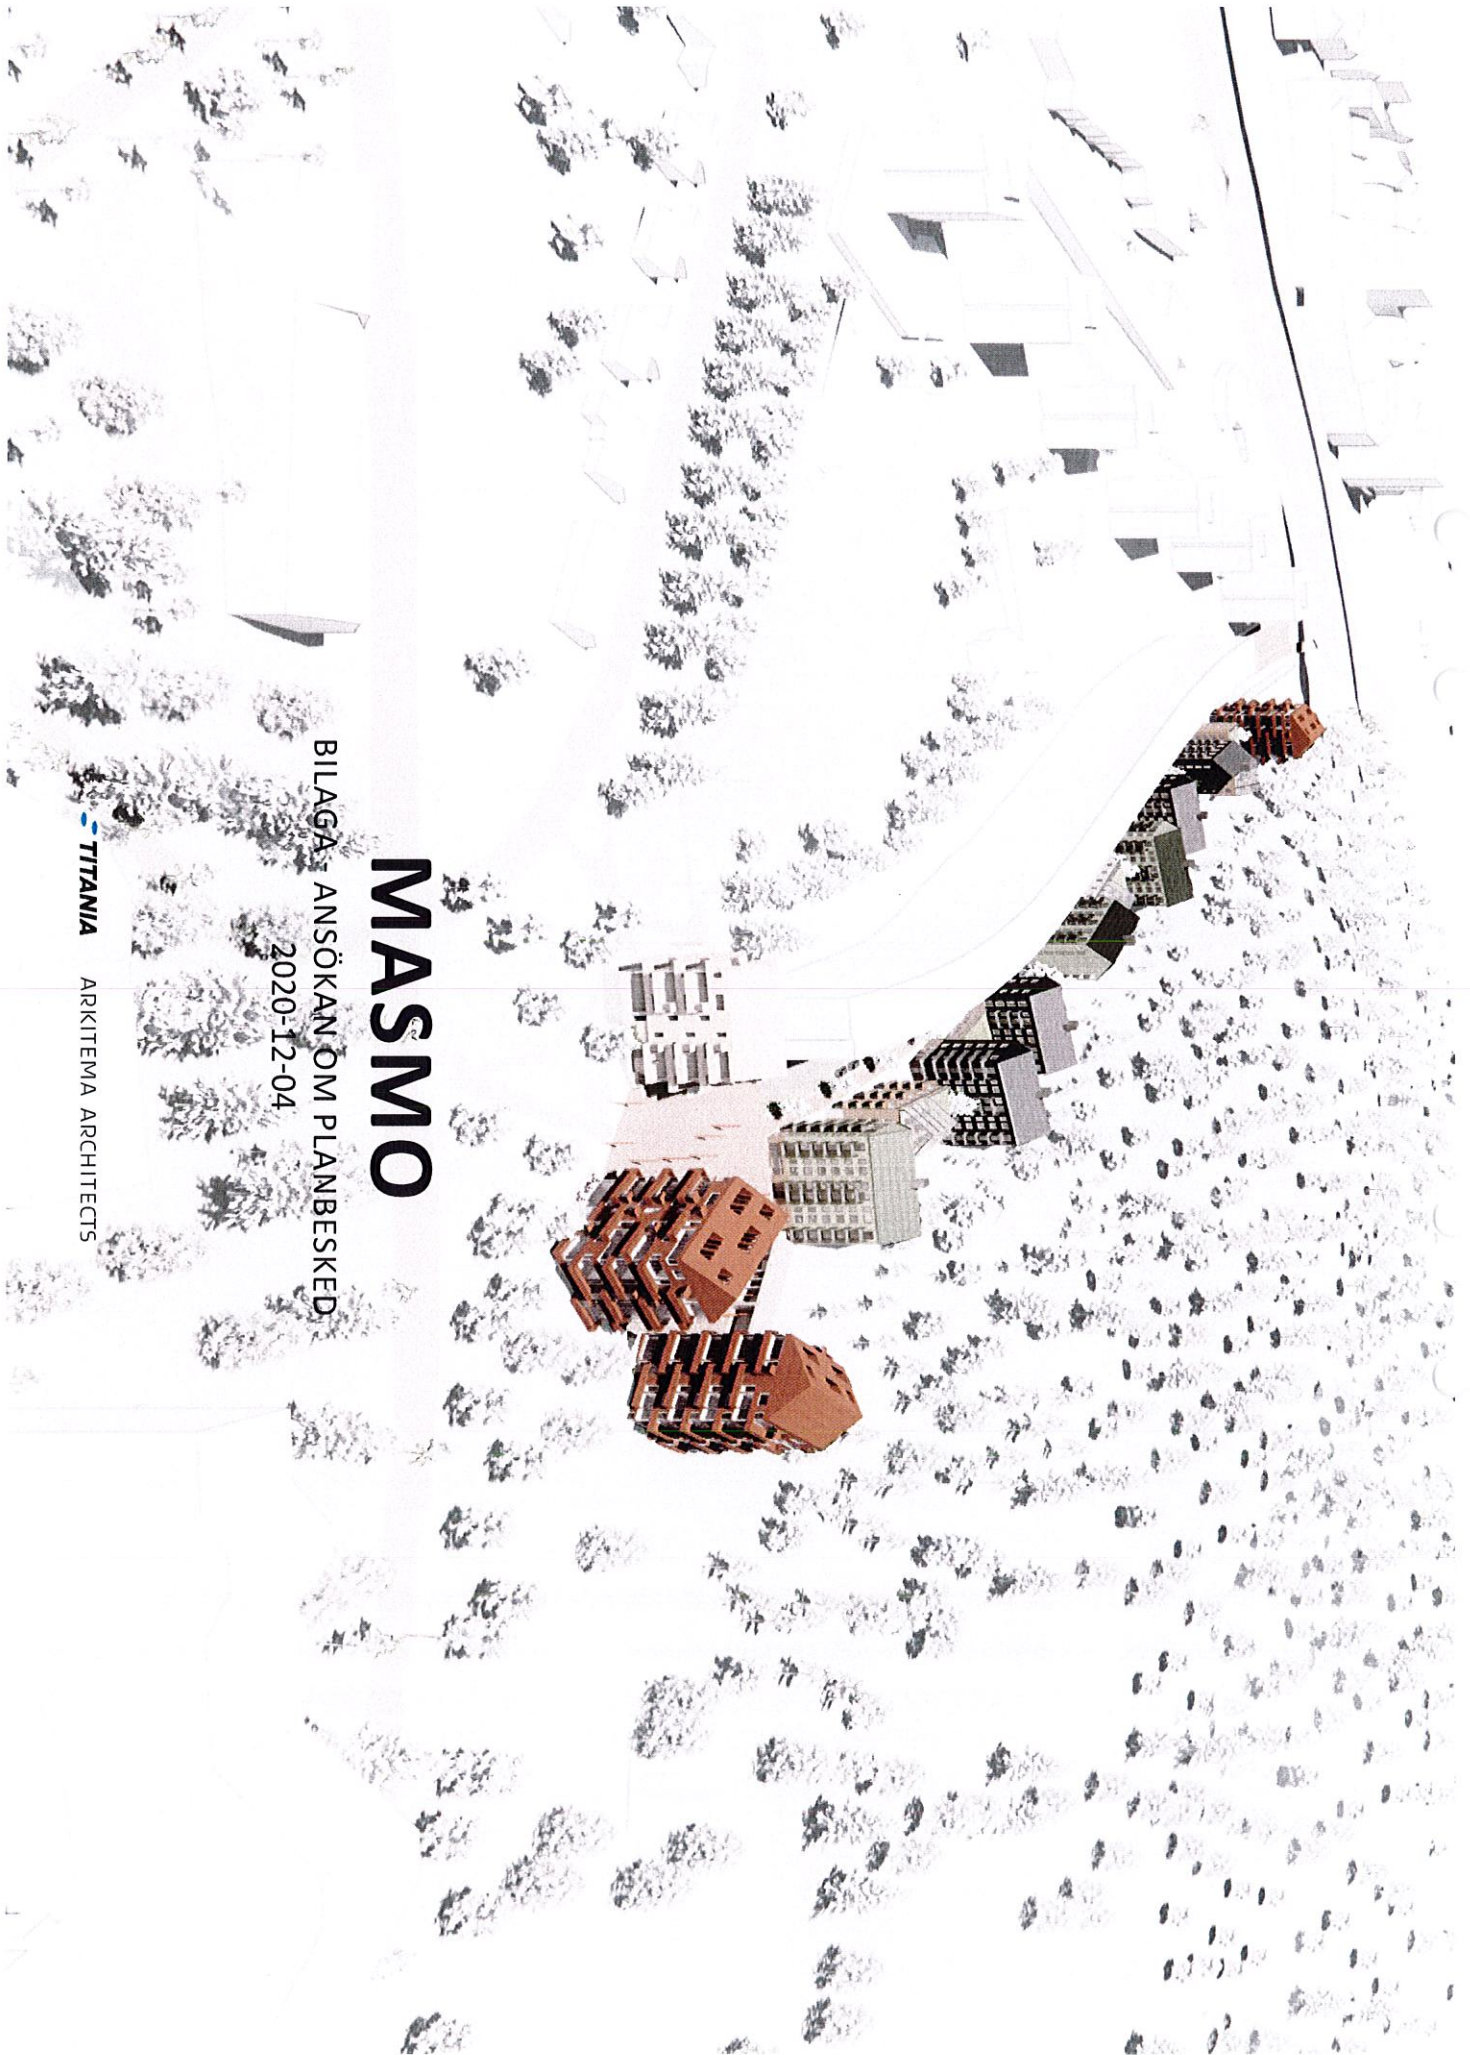 MASMO
BILAGA - ANSÖKAN OM PLANBESKED
2020-12-04
TITANIA ARKITEMA ARCHITECTS